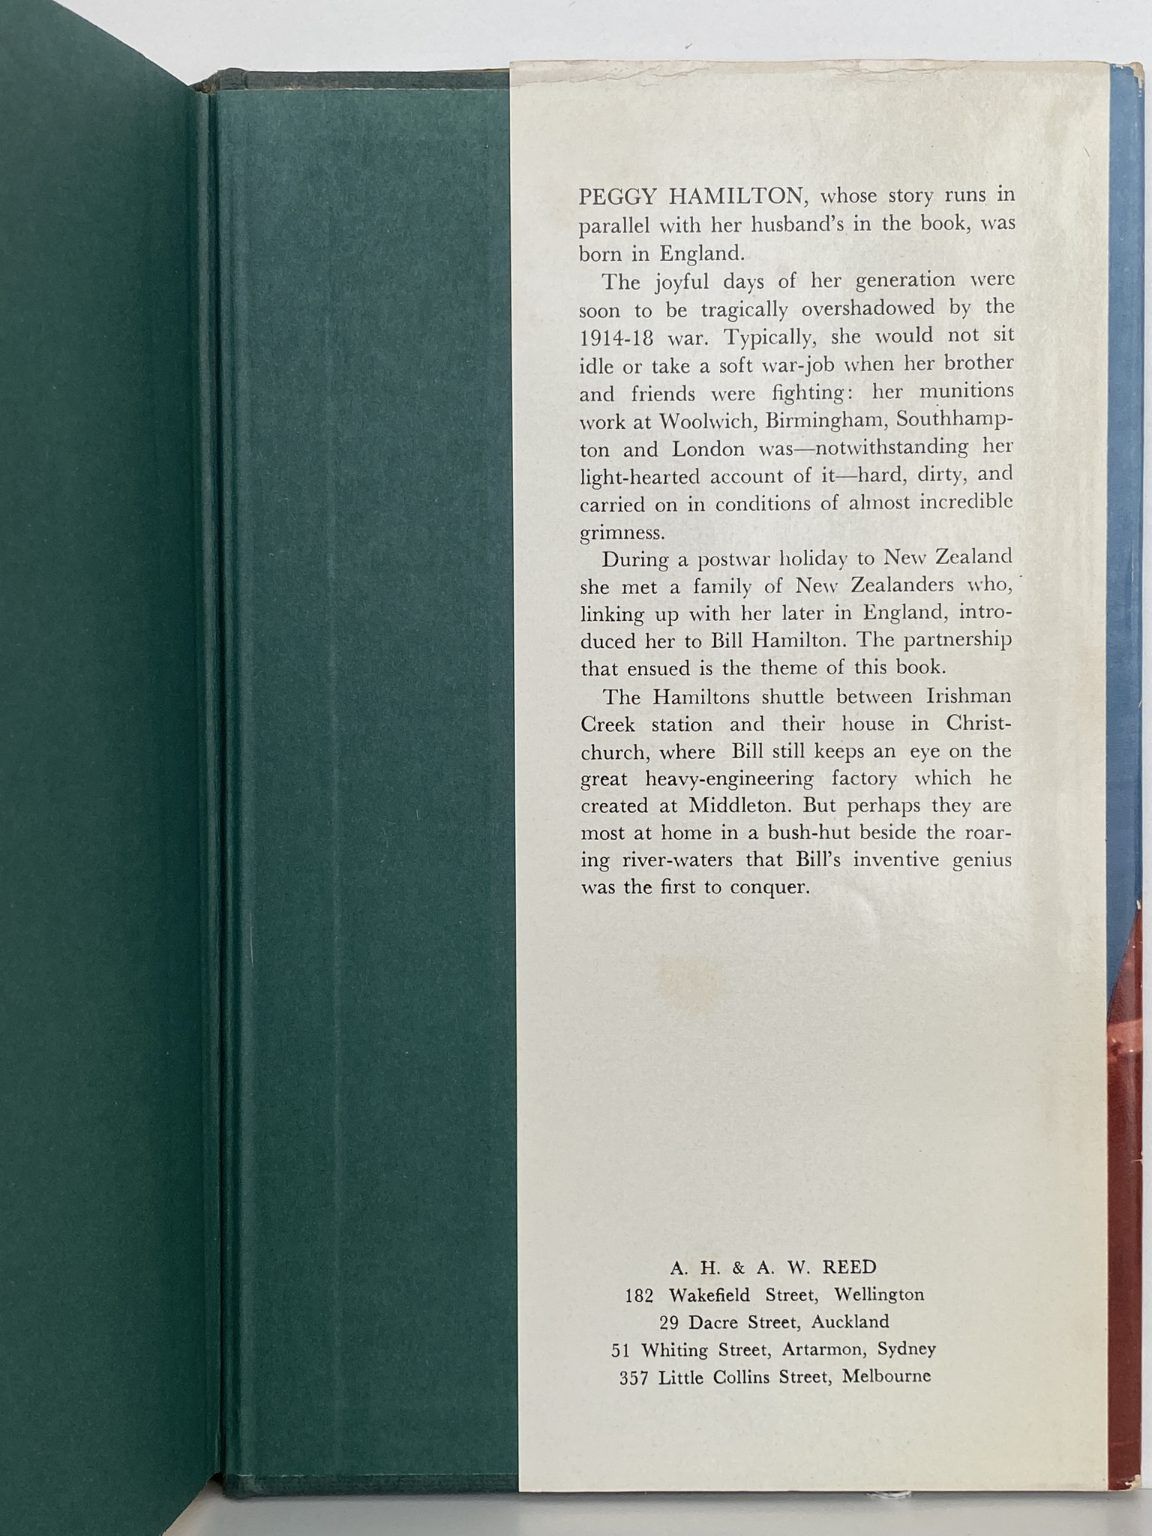 PEGGY HAMILTON, whose story runs in
parallel with her husband's in the book, was
born in England.
The joyful days of her generation were
soon to be tragically overshadowed by the
1914-18 war. Typically, she would not sit
idle or take a soft war-job when her brother
and friends were fighting: her munitions
work at Woolwich, Birmingham, Southhamp-
ton and London was—notwithstanding her
light-hearted account of it—hard, dirty, and
carried on in conditions of almost incredible
grimness.
During a postwar holiday to New Zealand
she met a family of New Zealanders who,
linking up with her later in England, intro-
duced her to Bill Hamilton. The partnership
that ensued is the theme of this book.
The Hamiltons shuttle between Irishman
Creek station and their house in Christ-
church, where Bill still keeps an eye on the
great heavy-engineering factory which he
created at Middleton. But perhaps they are
most at home in a bush-hut beside the roar-
ing river-waters that Bill's inventive genius
was the first to conquer.
A. H. & A. W. REED
182 Wakefield Street, Wellington
29 Dacre Street, Auckland
51 Whiting Street, Artarmon, Sydney
357 Little Collins Street, Melbourne